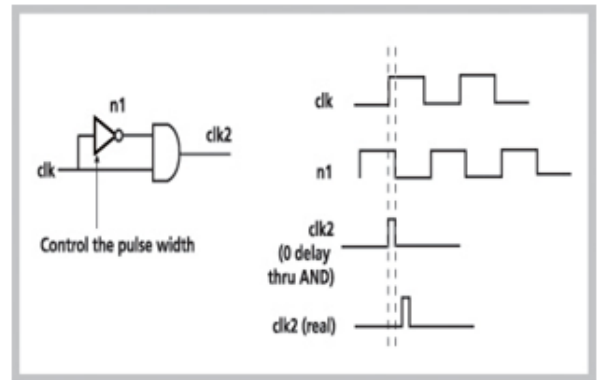 n1
clk2
clk
Control the pulse width
clk
n1
clk2
(0 delay
thru AND)
clk2 (real)